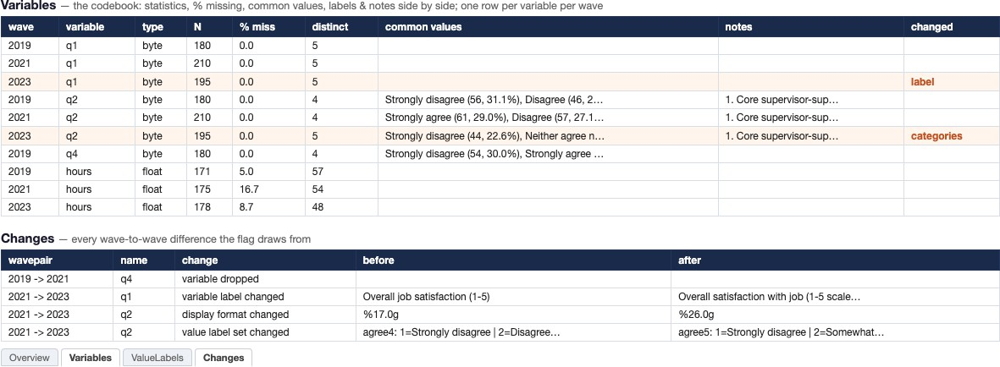 Variables — the codebook: statistics, % missing, common values, labels & notes side by side; one row per variable per wave
wave variable type N % miss distinct common values notes changed
2019 q1 byte 180 0.0 5
2021 q1 byte 210 0.0 5
2023 q1 byte 195 0.0 5 label
2019 q2 byte 180 0.0 4 Strongly disagree (56, 31.1%), Disagree (46, 2… 1. Core supervisor-sup…
2021 q2 byte 210 0.0 4 Strongly agree (61, 29.0%), Disagree (57, 27.1… 1. Core supervisor-sup…
2023 q2 byte 195 0.0 5 Strongly disagree (44, 22.6%), Neither agree n… 1. Core supervisor-sup… categories
2019 q4 byte 180 0.0 4 Strongly disagree (54, 30.0%), Strongly agree …
2019 hours float 171 5.0 57
2021 hours float 175 16.7 54
2023 hours float 178 8.7 48
Changes — every wave-to-wave difference the flag draws from
wavepair name change before after
2019 -> 2021 q4 variable dropped
2021 -> 2023 q1 variable label changed Overall job satisfaction (1-5) Overall satisfaction with job (1-5 scale…
2021 -> 2023 q2 display format changed %17.0g %26.0g
2021 -> 2023 q2 value label set changed agree4: 1=Strongly disagree | 2=Disagree… agree5: 1=Strongly disagree | 2=Somewhat…
Overview Variables ValueLabels Changes